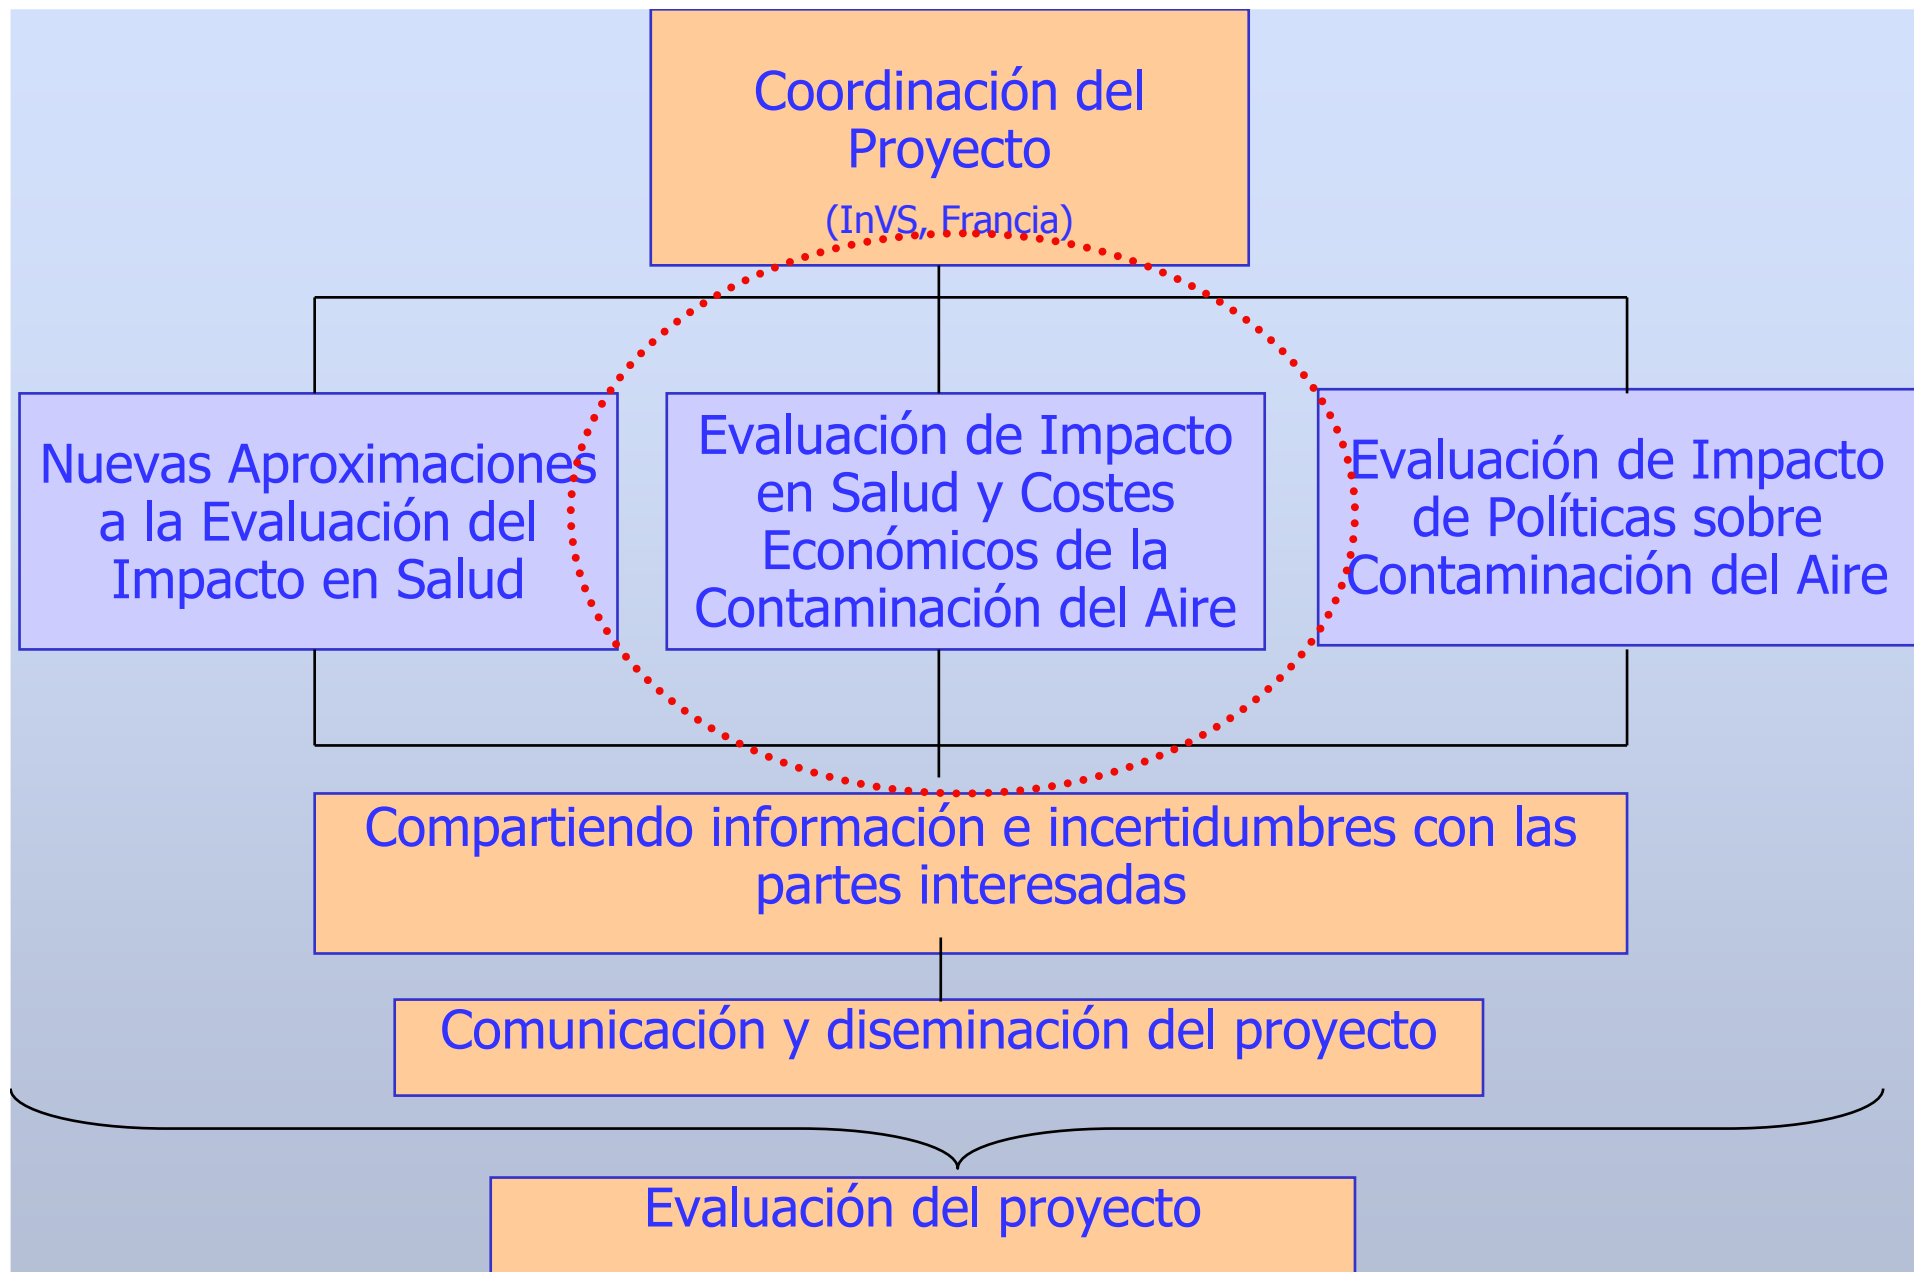 Coordinación del
Proyecto
(InVS, Francia)
Nuevas Aproximaciones
a la Evaluación del
Impacto en Salud
Evaluación de Impacto
en Salud y Costes
Económicos de la
Contaminación del Aire
Evaluación de Impacto
de Políticas sobre
Contaminación del Aire
Compartiendo información e incertidumbres con las
partes interesadas
Comunicación y diseminación del proyecto
Evaluación del proyecto